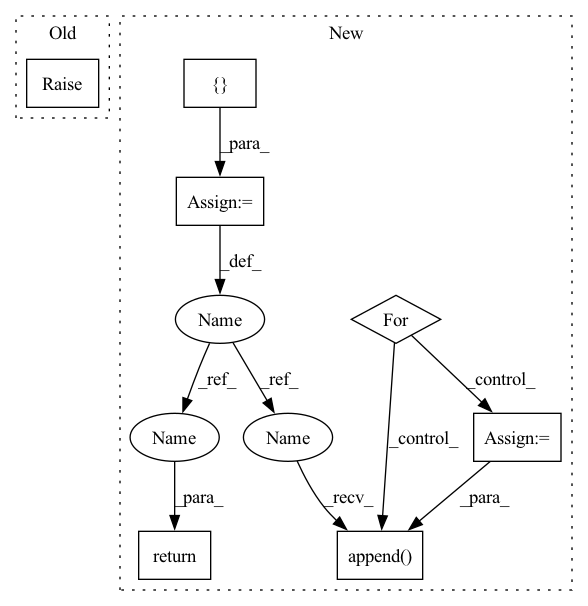 Old
New
Raise
{}
_para_
Assign:=
_def_
Name
For
_ref_
_ref_
_control_
Name
Name
_control_
Assign:=
_para_
_recv_
_para_
return
append()